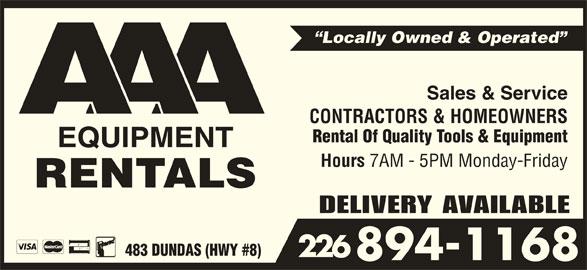 "Locally Owned & Operated"
AAA
EQUIPMENT
RENTALS
Sales & Service
CONTRACTORS & HOMEOWNERS
Rental Of Quality Tools & Equipment
Hours 7AM - 5PM Monday-Friday
DELIVERY AVAILABLE
VISA MasterCard
483 DUNDAS (HWY #8)
226 894-1168